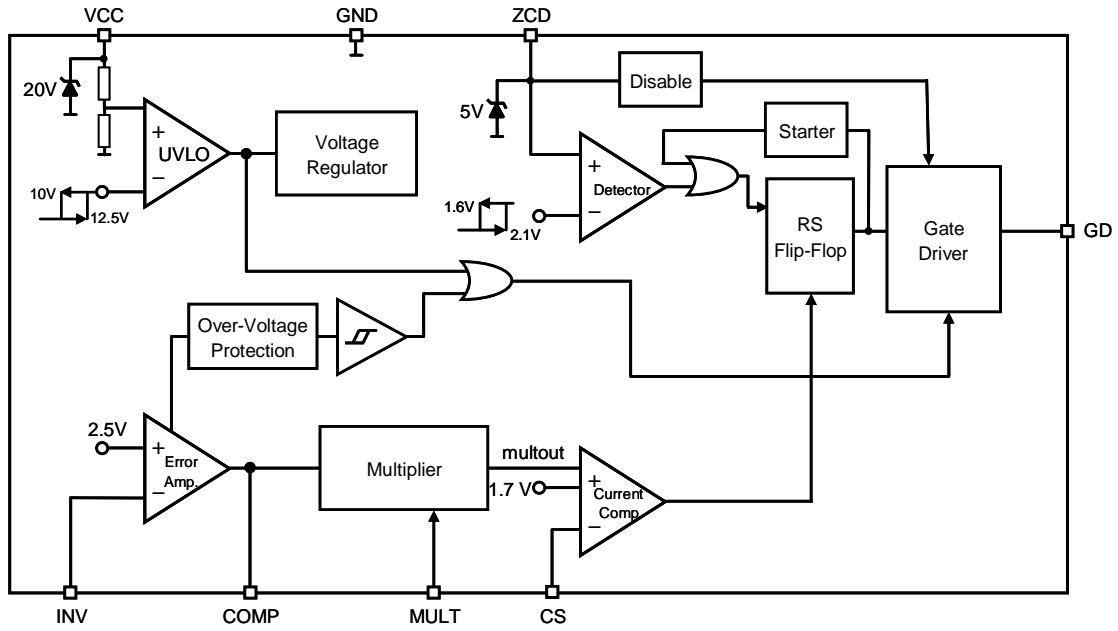 VCC
GND
ZCD
20V
+
UVLO
−
10V
12.5V
Voltage
Regulator
5V
Disable
Starter
+
Detector
−
1.6V
2.1V
RS
Flip-Flop
Gate
Driver
GD
Over-Voltage
Protection
2.5V
+
Error
Amp.
−
Multiplier
multout
1.7 V
+
Current
Comp
−
INV
COMP
MULT
CS